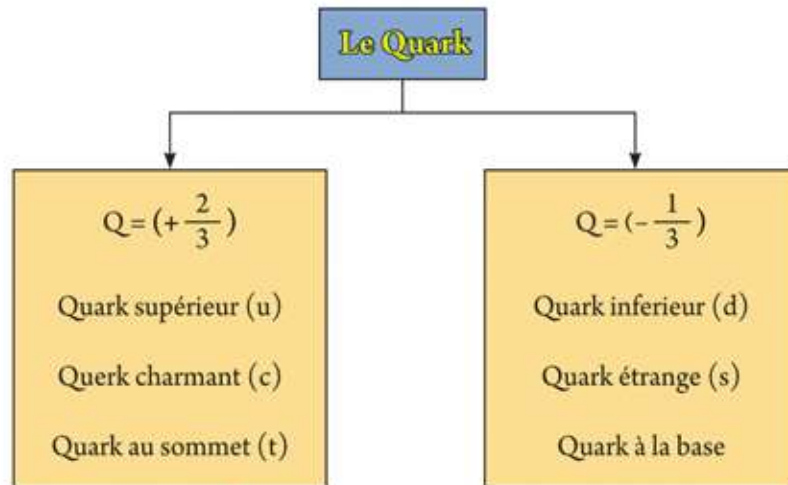 Le Quark
Q = (+ 2/3)
Quark supérieur (u)
Querk charmant (c)
Quark au sommet (t)
Q = (- 1/3)
Quark inferieur (d)
Quark étrange (s)
Quark à la base